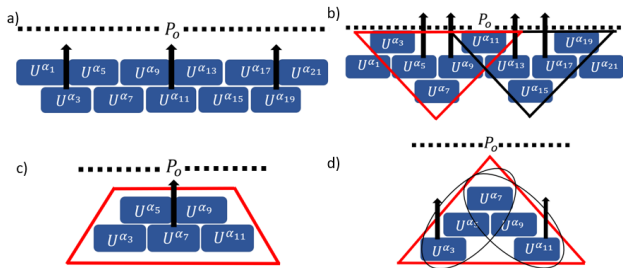 a)
P_o
U^{α_1} U^{α_5} U^{α_9} U^{α_13} U^{α_17} U^{α_21}
U^{α_3} U^{α_7} U^{α_11} U^{α_15} U^{α_19}
b)
P_o
U^{α_3} U^{α_11} U^{α_19}
U^{α_1} U^{α_5} U^{α_9} U^{α_13} U^{α_17} U^{α_21}
U^{α_7} U^{α_15}
c)
P_o
U^{α_5} U^{α_9}
U^{α_3} U^{α_7} U^{α_11}
d)
P_o
U^{α_7}
U^{α_5} U^{α_9}
U^{α_3} U^{α_11}